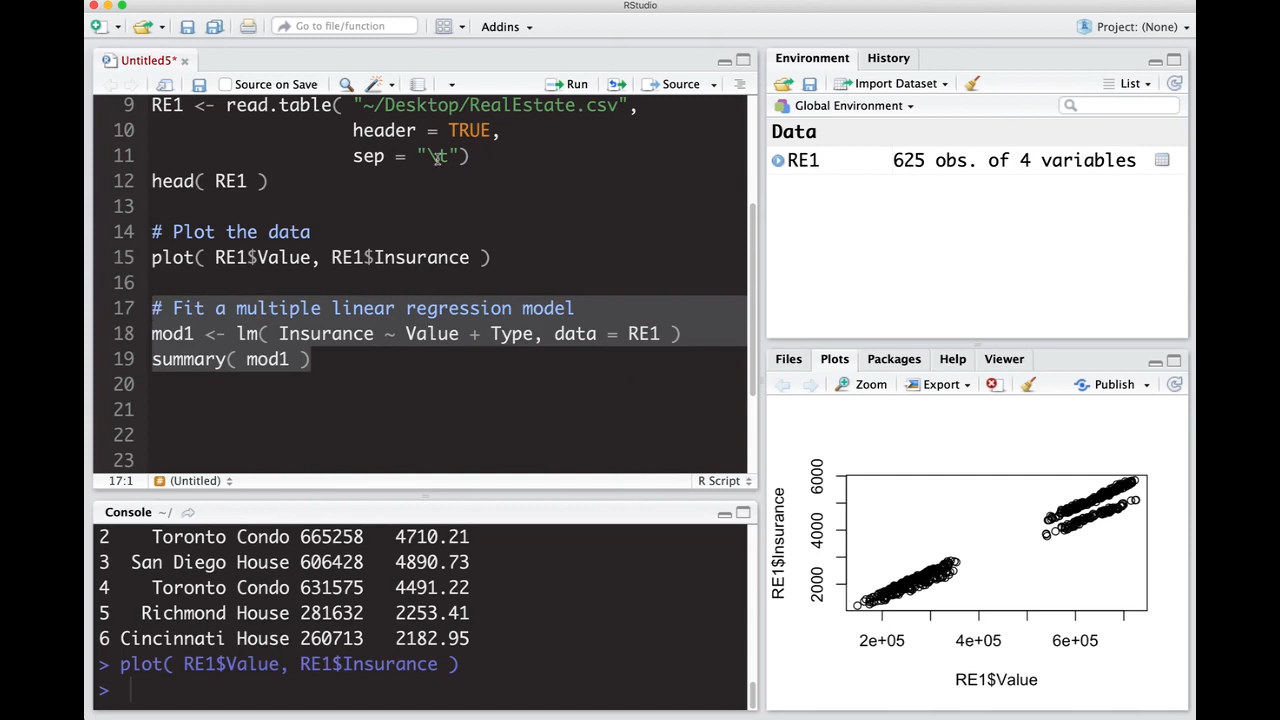 RStudio
Go to file/function
Addins
Project: (None)
Untitled5*
Source on Save
Run
Source
9 RE1 <- read.table( "~/Desktop/RealEstate.csv",
10 header = TRUE,
11 sep = "\t")
12 head( RE1 )
13
14 # Plot the data
15 plot( RE1$Value, RE1$Insurance )
16
17 # Fit a multiple linear regression model
18 mod1 <- lm( Insurance ~ Value + Type, data = RE1 )
19 summary( mod1 )
20
21
22
23
17:1
(Untitled)
R Script
Console ~/
2 Toronto Condo 665258 4710.21
3 San Diego House 606428 4890.73
4 Toronto Condo 631575 4491.22
5 Richmond House 281632 2253.41
6 Cincinnati House 260713 2182.95
> plot( RE1$Value, RE1$Insurance )
>
Environment History
Import Dataset
List
Global Environment
Data
RE1 625 obs. of 4 variables
Files Plots Packages Help Viewer
Zoom Export Publish
RE1$Insurance
6000
4000
2000
2e+05 4e+05 6e+05
RE1$Value